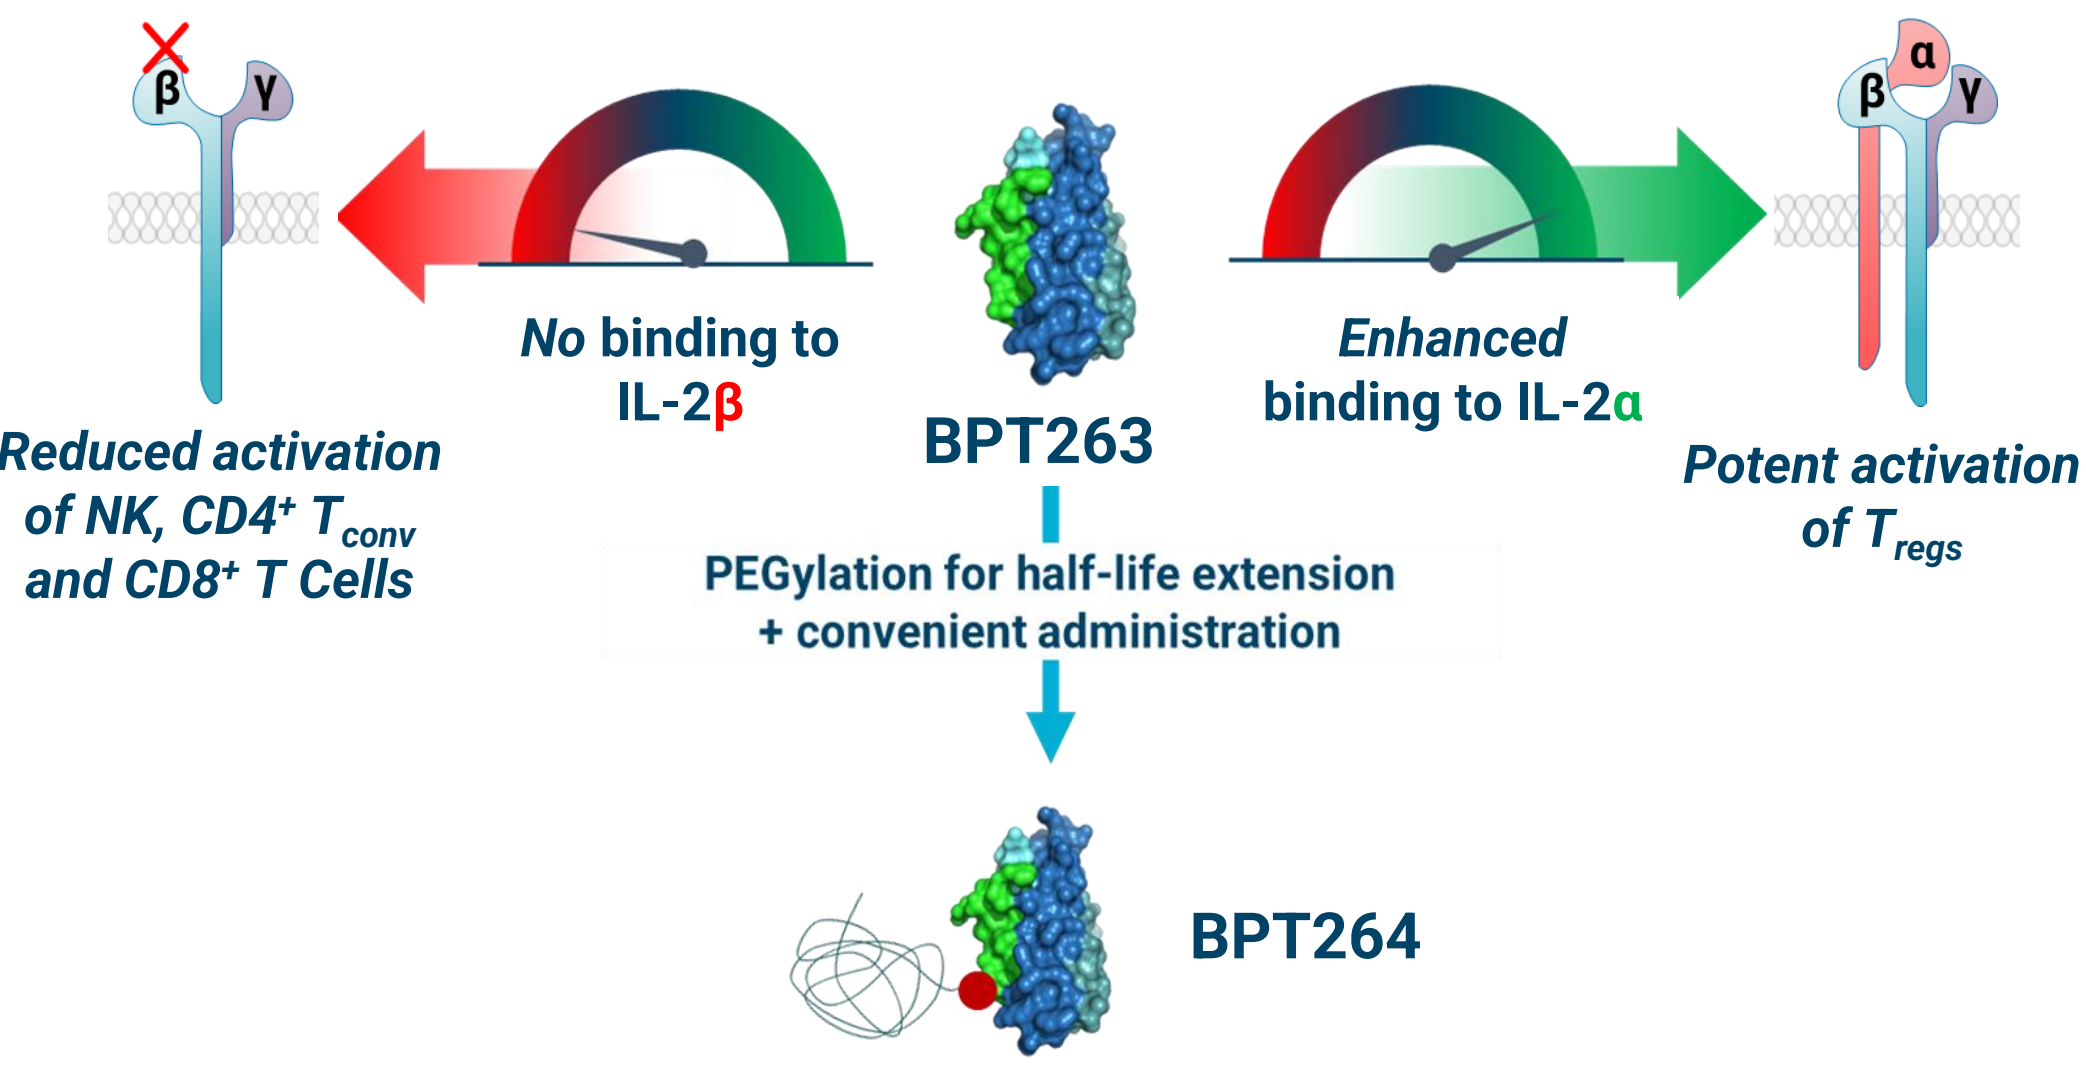 β
γ
No binding to
IL-2β
Reduced activation
of NK, CD4⁺ Tconv
and CD8⁺ T Cells
BPT263
Enhanced
binding to IL-2α
α
β
γ
Potent activation
of Tregs
PEGylation for half-life extension
+ convenient administration
BPT264